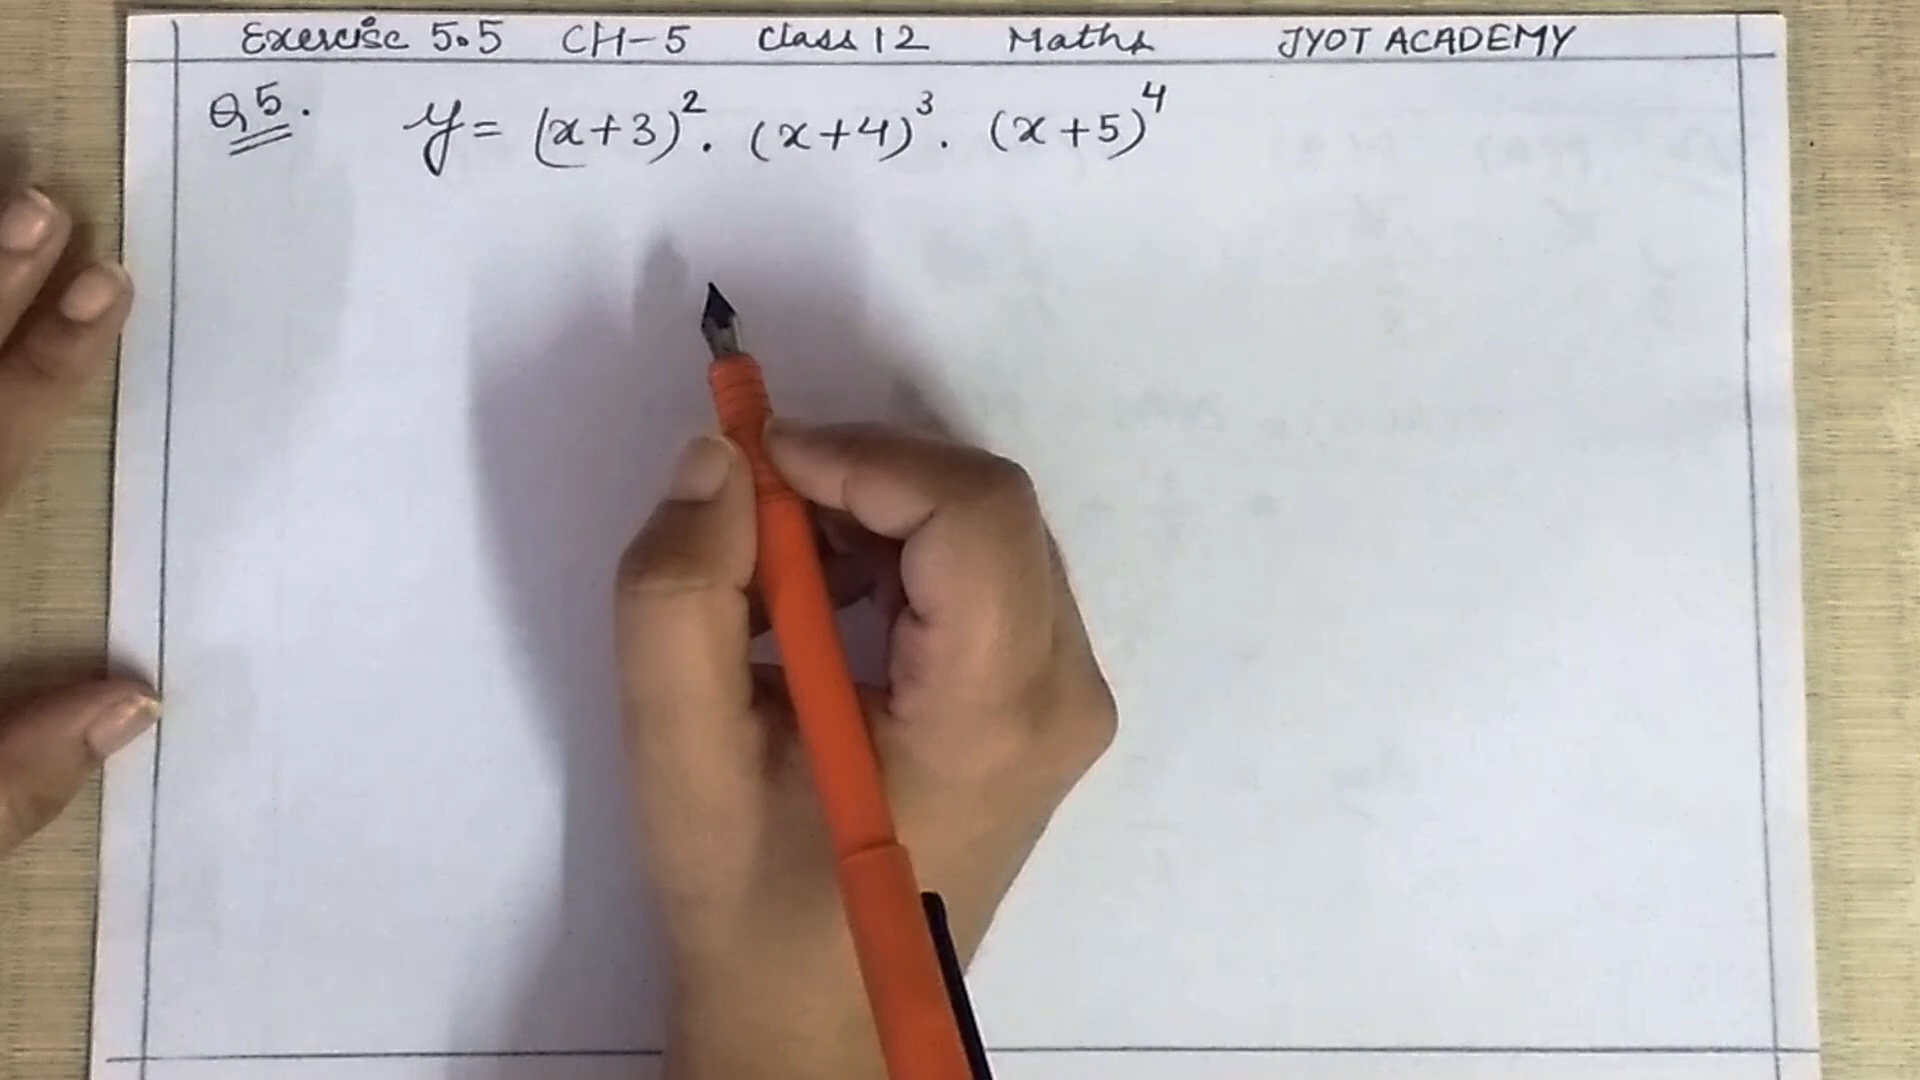 Exercise 5.5 CH-5 Class 12 Maths JYOT ACADEMY
Q5. y = (x+3)². (x+4)³. (x+5)⁴